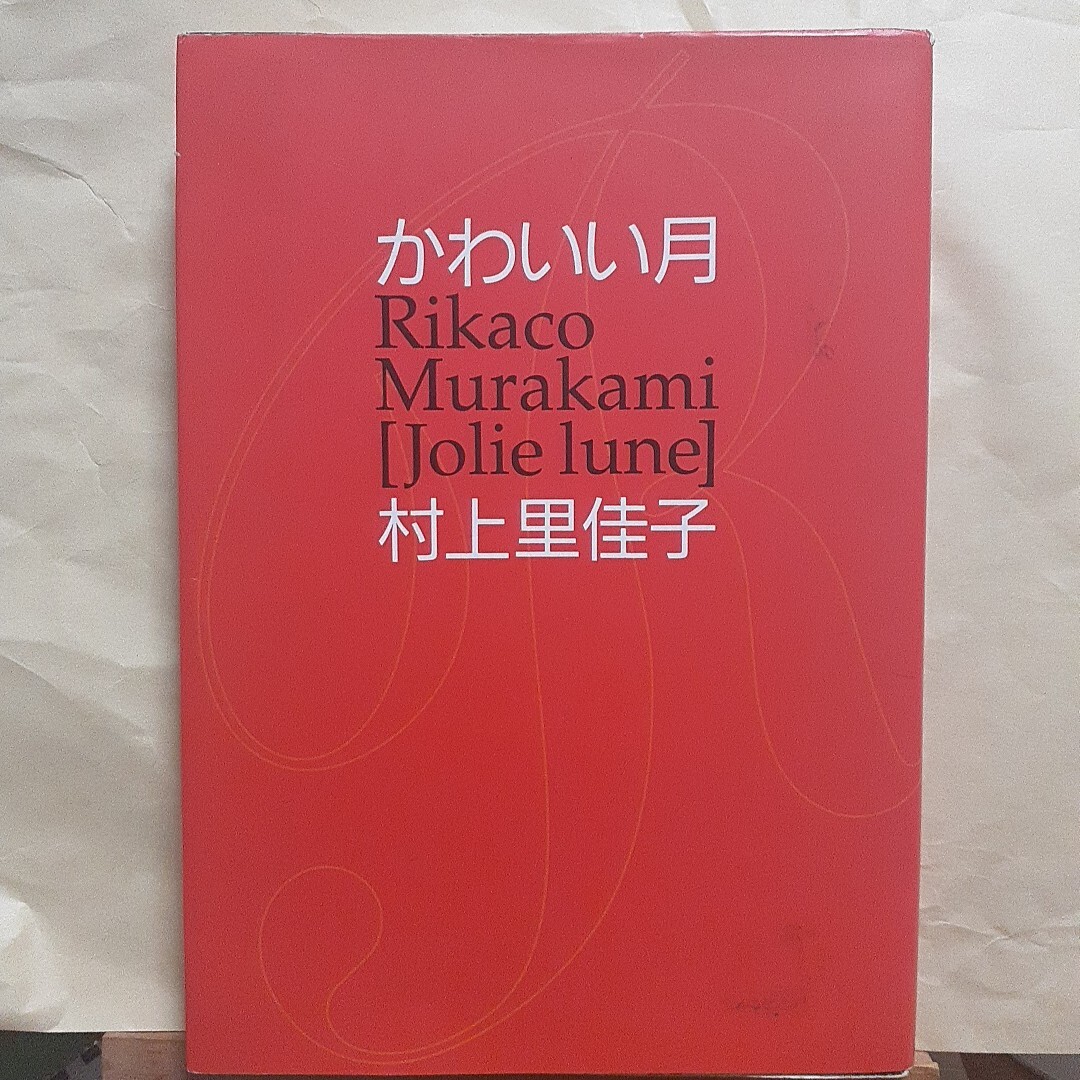 かわいい月
Rikaco
Murakami
[Jolie lune]
村上里佳子